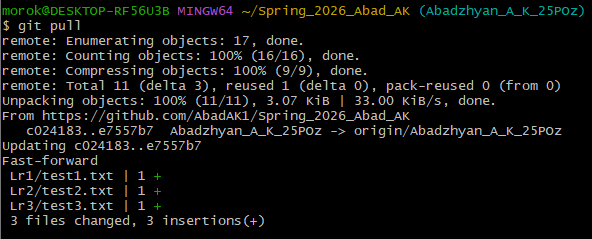 morok@DESKTOP-RF56U3B MINGW64 ~/Spring_2026_Abad_AK (Abadzhyan_A_K_25POz)
$ git pull
remote: Enumerating objects: 17, done.
remote: Counting objects: 100% (16/16), done.
remote: Compressing objects: 100% (9/9), done.
remote: Total 11 (delta 3), reused 1 (delta 0), pack-reused 0 (from 0)
Unpacking objects: 100% (11/11), 3.07 KiB | 33.00 KiB/s, done.
From https://github.com/AbadAK1/Spring_2026_Abad_AK
   c024183..e7557b7  Abadzhyan_A_K_25POz -> origin/Abadzhyan_A_K_25POz
Updating c024183..e7557b7
Fast-forward
 Lr1/test1.txt | 1 +
 Lr2/test2.txt | 1 +
 Lr3/test3.txt | 1 +
 3 files changed, 3 insertions(+)